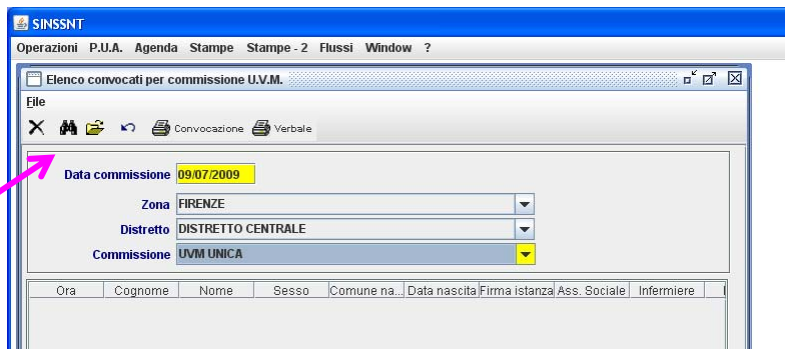 SINSSNT
Operazioni P.U.A. Agenda Stampe Stampe - 2 Flussi Window ?
Elenco convocati per commissione U.V.M.
File
Convocazione Verbale
Data commissione 09/07/2009
Zona FIRENZE
Distretto DISTRETTO CENTRALE
Commissione UVM UNICA
Ora Cognome Nome Sesso Comune na... Data nascita Firma istanza Ass. Sociale Infermiere